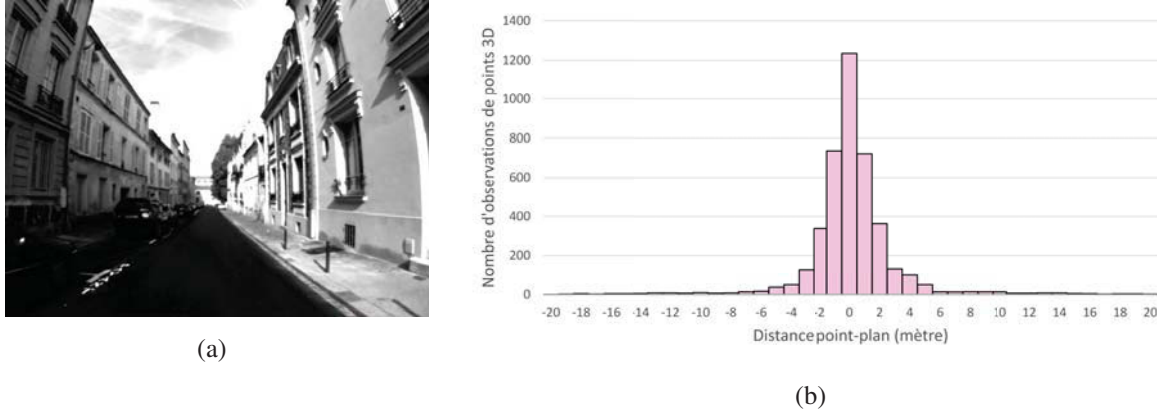 (a)
Nombre d'observations de points 3D
1400
1200
1000
800
600
400
200
0
-20 -18 -16 -14 -12 -10 -8 -6 -4 -2 0 2 4 6 8 10 12 14 16 18 20
Distance point-plan (mètre)
(b)